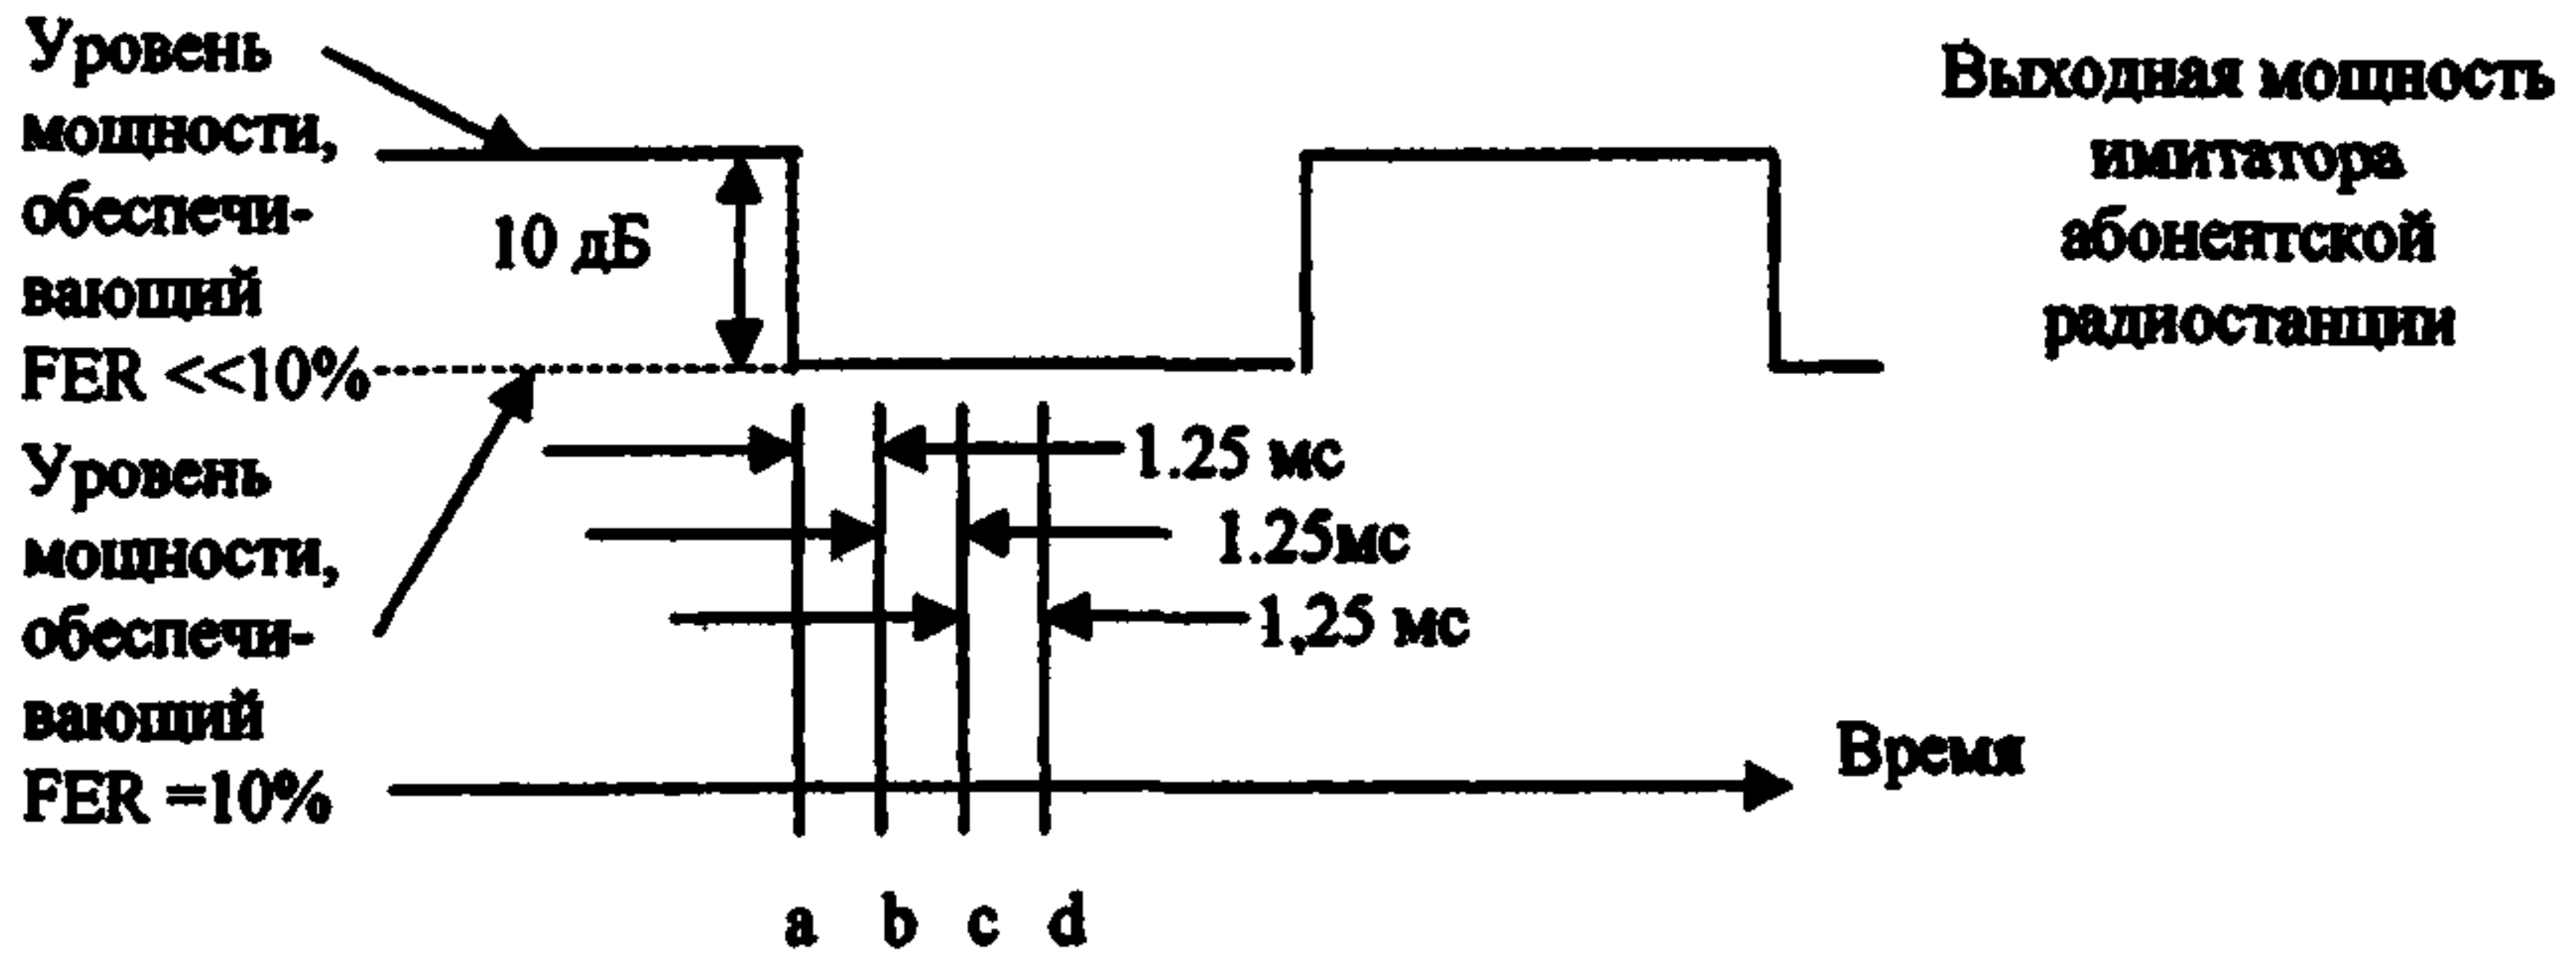 Уровень
мощности,
обеспечи-
вающий
FER <<10%
Уровень
мощности,
обеспечи-
вающий
FER =10%
10 дБ
Выходная мощность
имитатора
абонентской
радиостанции
1.25 мс
1.25мс
1,25 мс
Время
a b c d